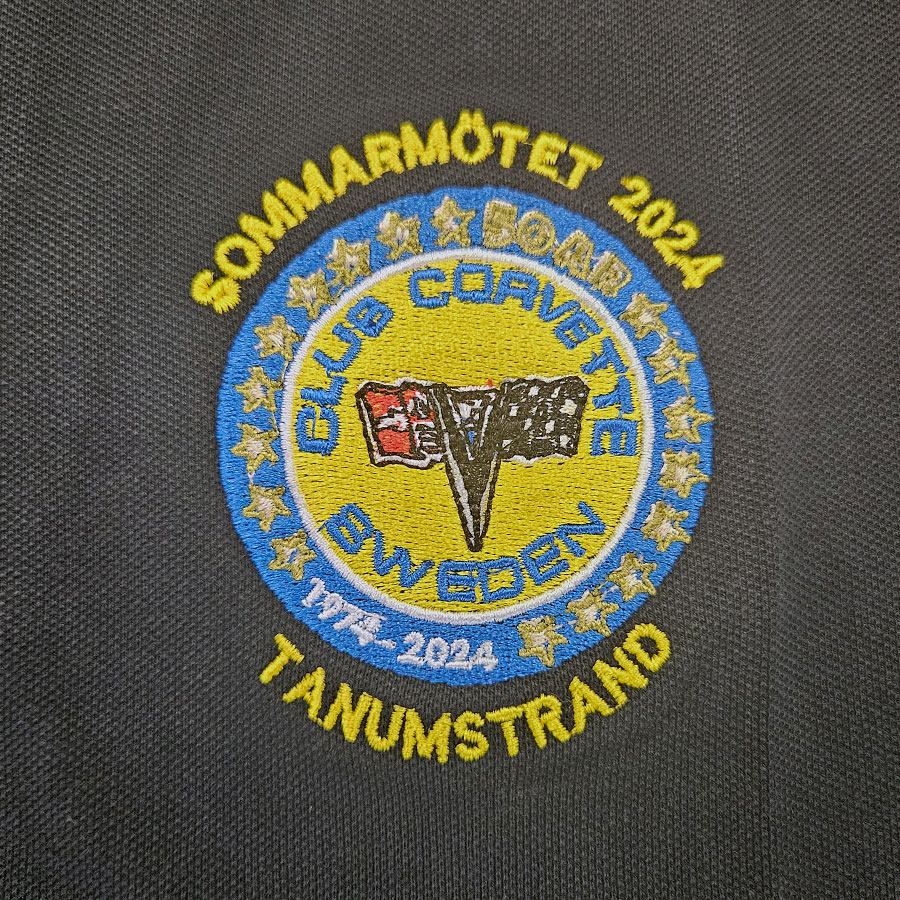 SOMMARMÖTET 2024
50 ÅR
CLUB CORVETTE
SWEDEN
1974-2024
TANUMSTRAND